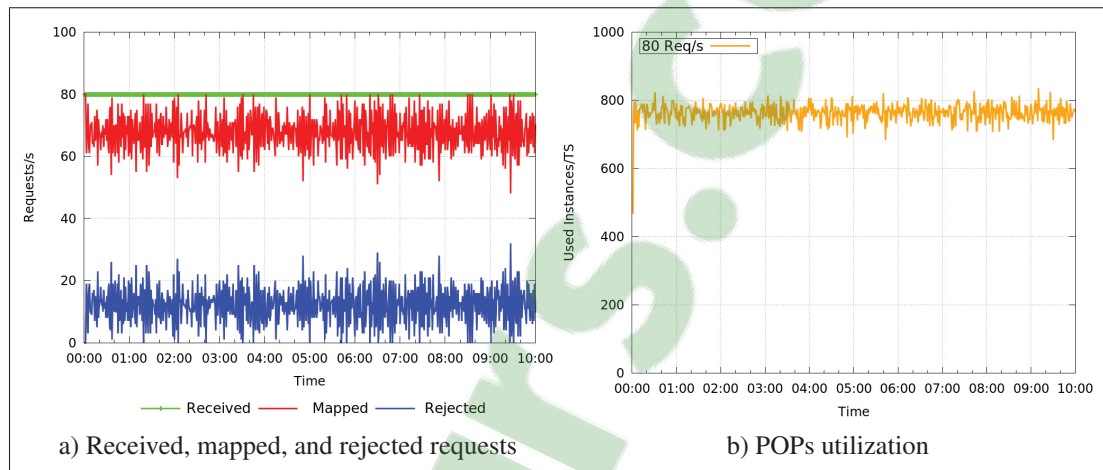 100
80
60
40
20
0
Requests/s
00:00 01:00 02:00 03:00 04:00 05:00 06:00 07:00 08:00 09:00 10:00
Time
Received Mapped Rejected
a) Received, mapped, and rejected requests
1000
800
600
400
200
0
Used Instances/TS
80 Req/s
00:00 01:00 02:00 03:00 04:00 05:00 06:00 07:00 08:00 09:00 10:00
Time
b) POPs utilization